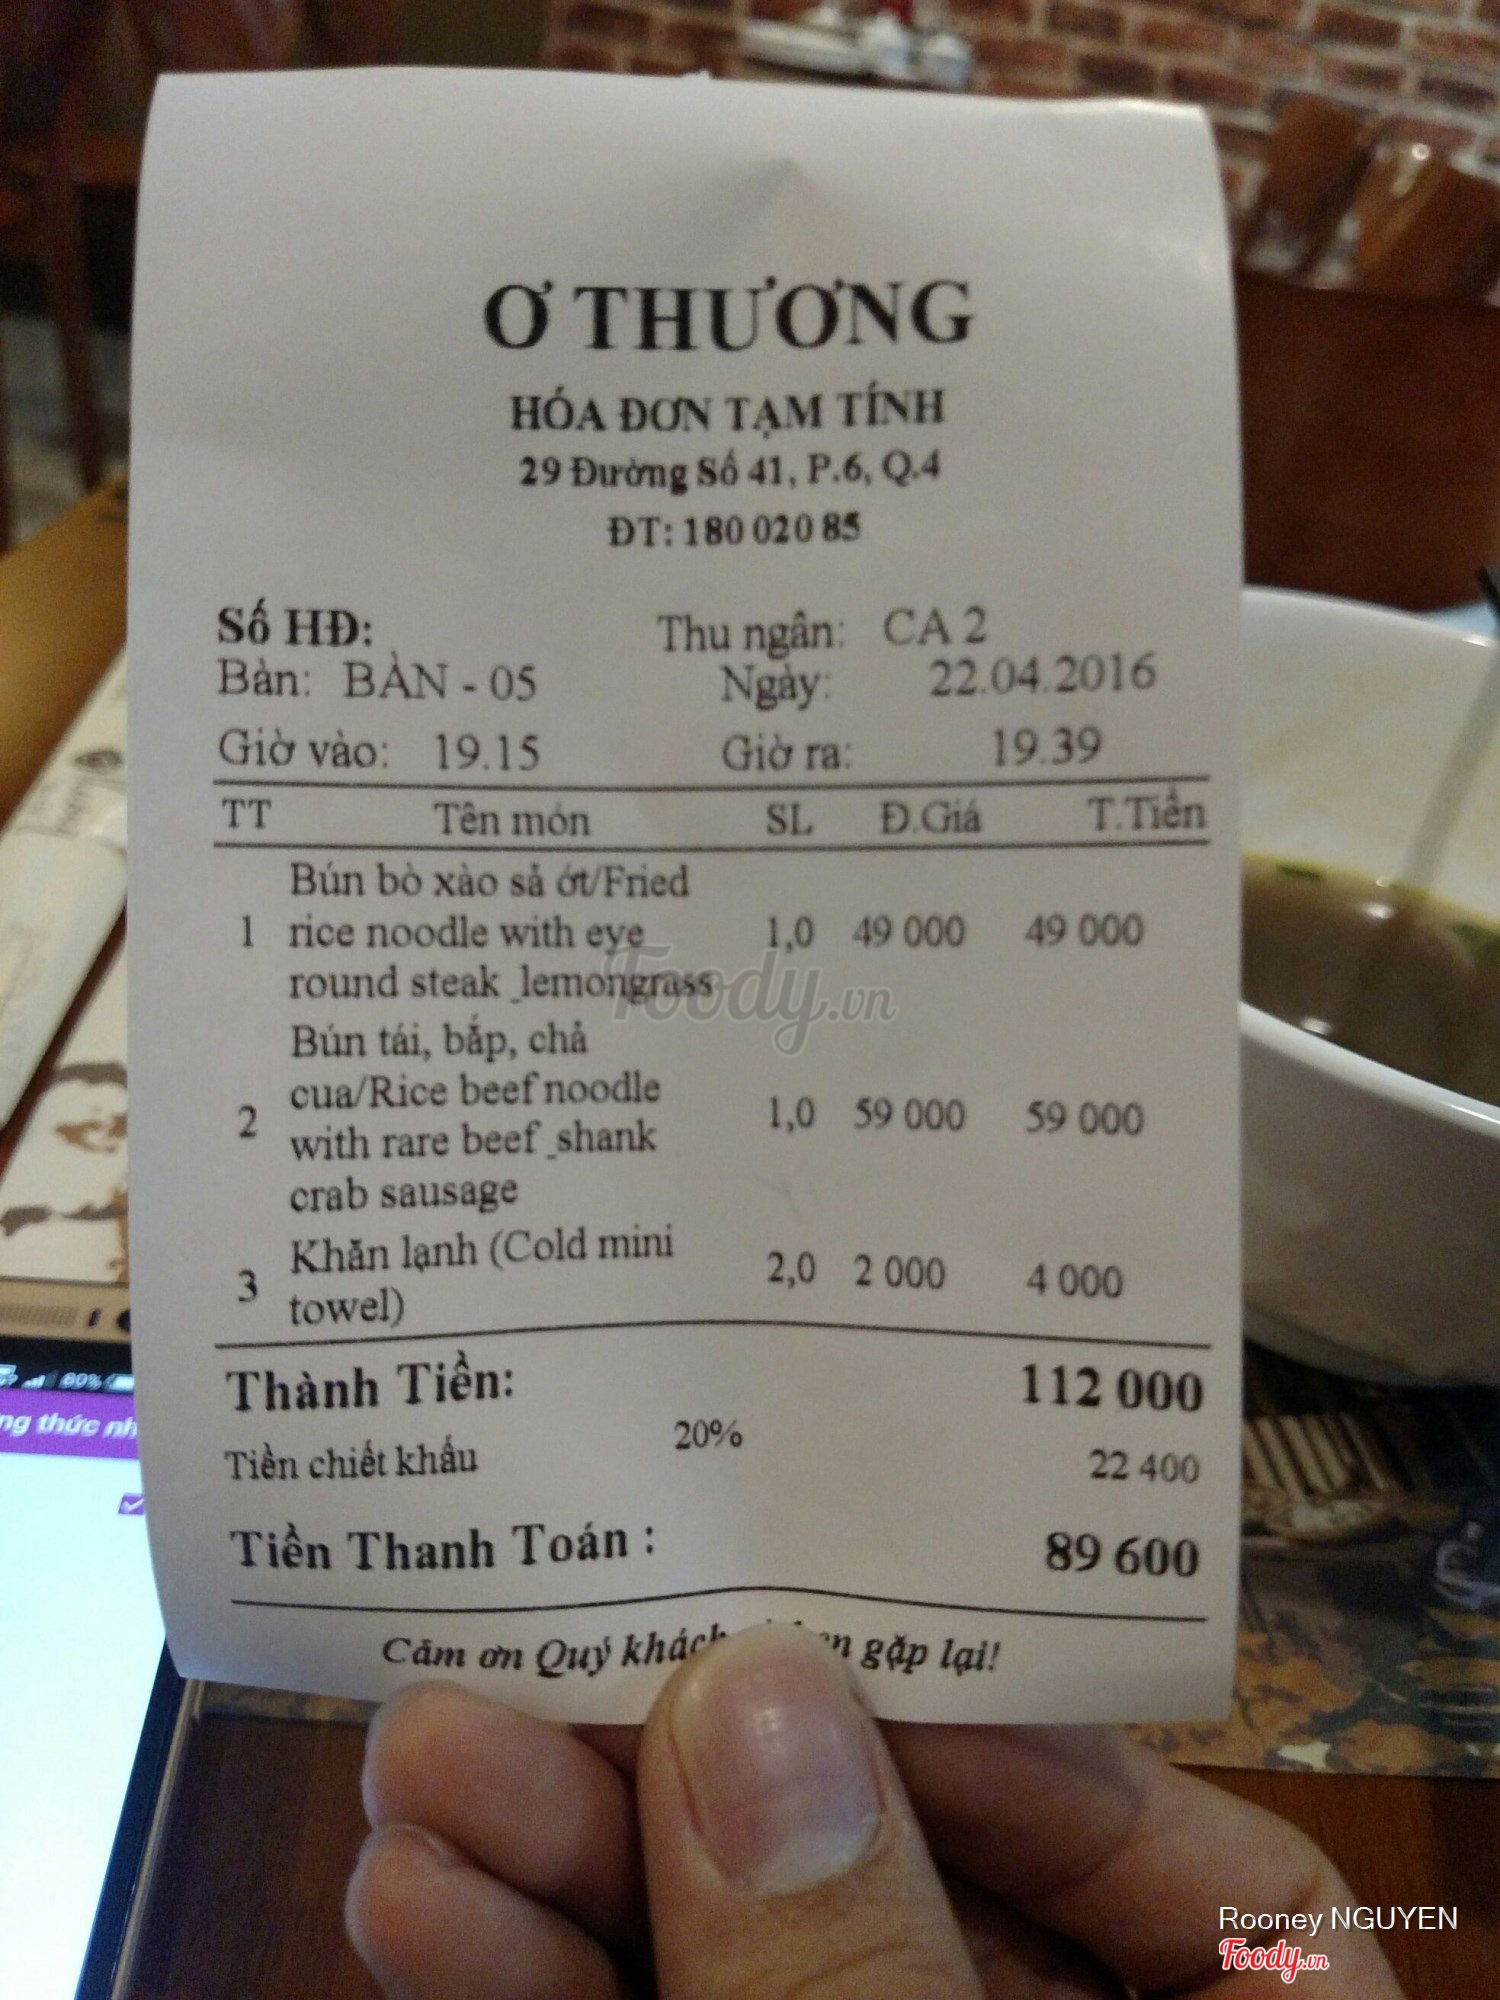 Ơ THƯƠNG
HÓA ĐƠN TẠM TÍNH
29 Đường Số 41, P.6, Q.4
ĐT: 180 020 85
Số HĐ: Thu ngân: CA 2
Bàn: BÀN - 05 Ngày: 22.04.2016
Giờ vào: 19.15 Giờ ra: 19.39
TT Tên món SL Đ.Giá T.Tiền
Bún bò xào sả ớt/Fried
1 rice noodle with eye 1,0 49 000 49 000
round steak _lemongrass
Foody.vn
Bún tái, bắp, chả
cua/Rice beef noodle
2 with rare beef _shank 1,0 59 000 59 000
crab sausage
3 Khăn lạnh (Cold mini 2,0 2 000 4 000
towel)
Thành Tiền: 112 000
Tiền chiết khấu 20% 22 400
Tiền Thanh Toán : 89 600
Cảm ơn Quý khách gặp lại!
80%
thức
Rooney NGUYEN
Foody.vn